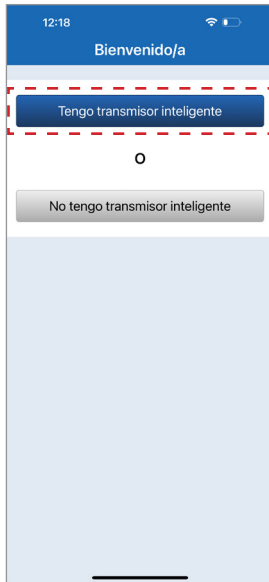 12:18
Bienvenido/a
Tengo transmisor inteligente
O
No tengo transmisor inteligente